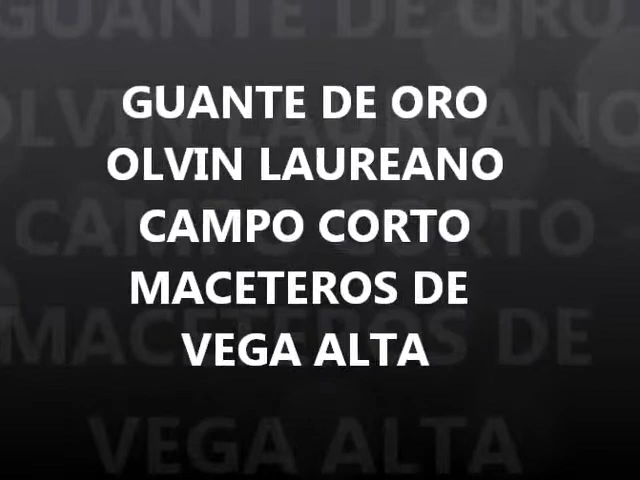 GUANTE DE ORO
OLVIN LAUREANO
CAMPO CORTO
MACETEROS DE
VEGA ALTA